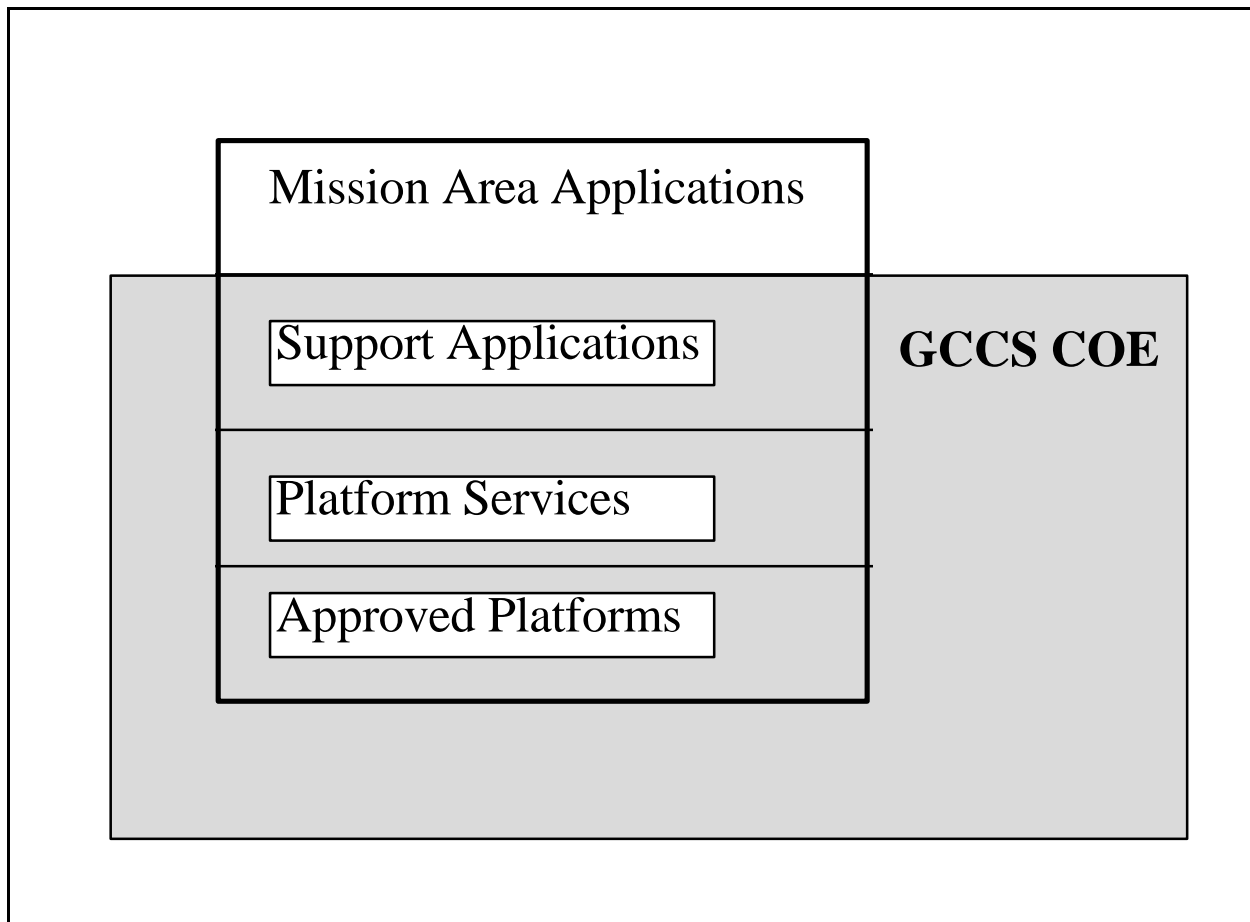 Mission Area Applications
Support Applications
GCCS COE
Platform Services
Approved Platforms